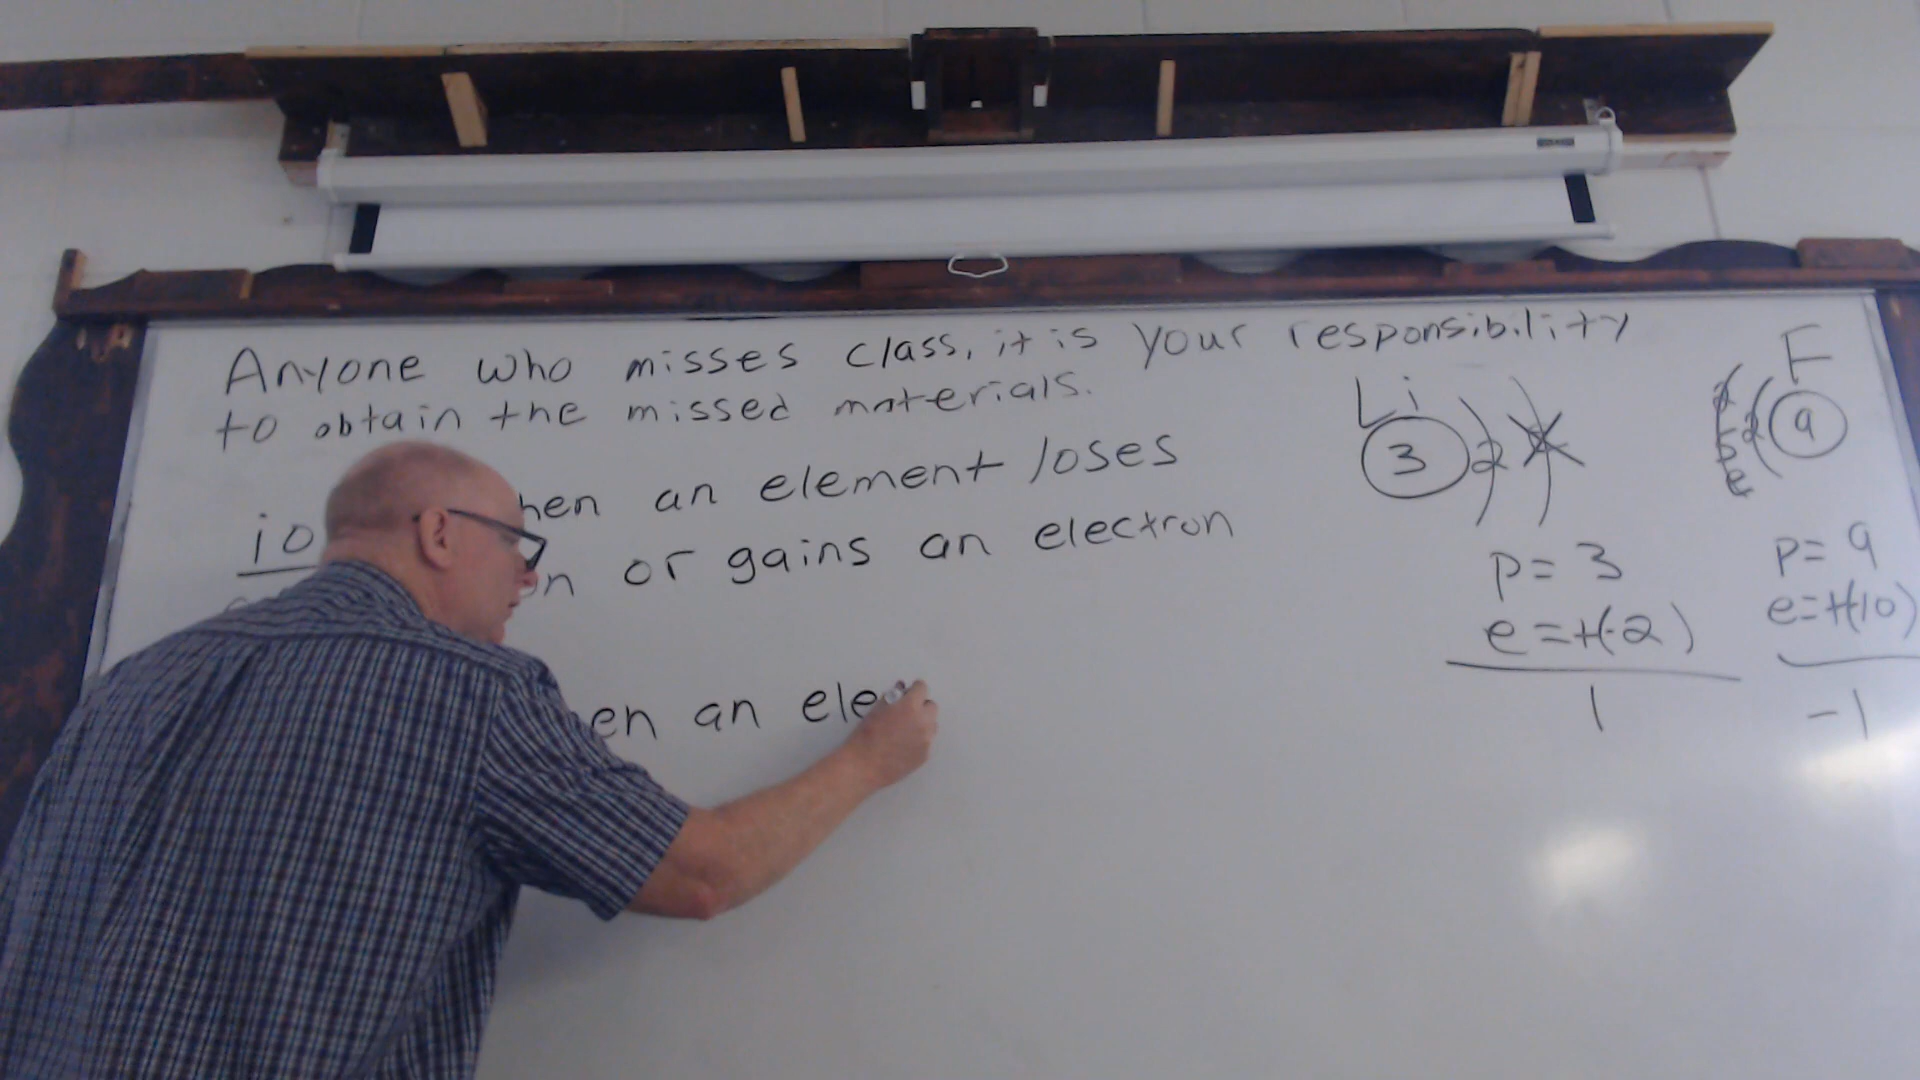 Anyone who misses class, it is your responsibility
to obtain the missed materials.
io hen an element loses
on or gains an electron
en an ele
Li
3 2
p = 3
e = +(-2)
1
F
2 9
p = 9
e = +(-10)
-1